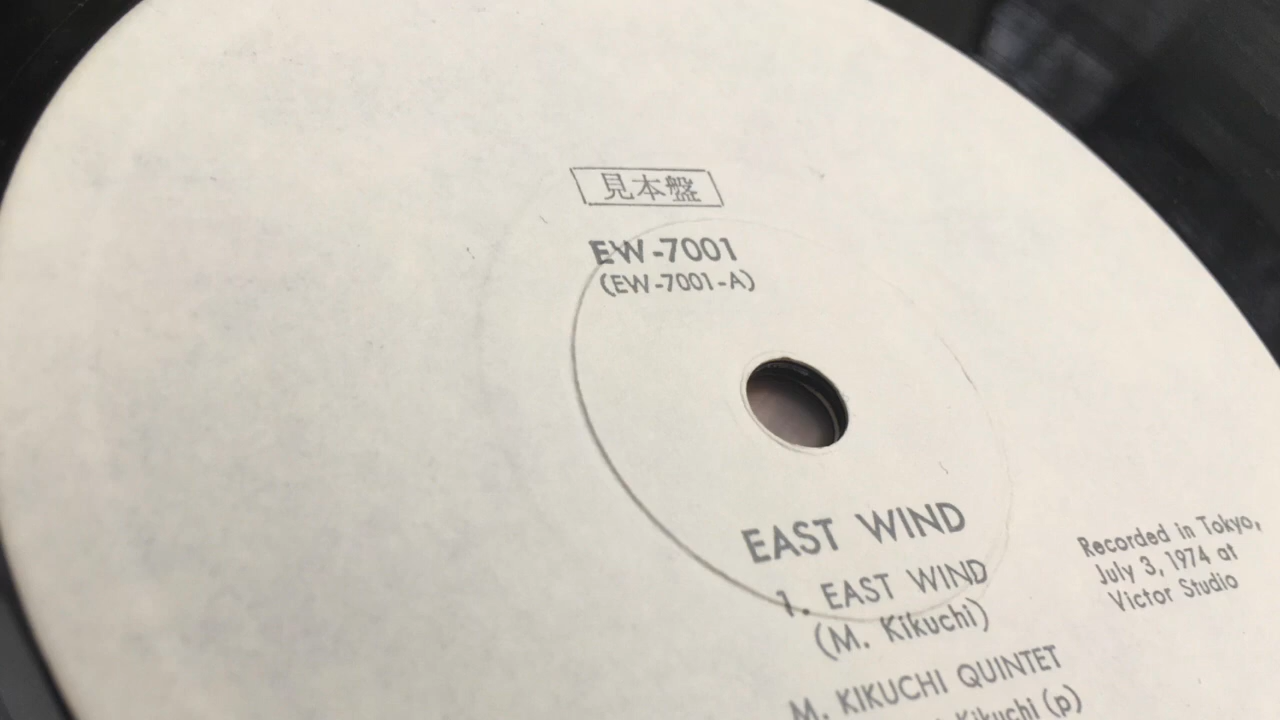 見本盤
EW-7001
(EW-7001-A)
EAST WIND
1. EAST WIND
(M. Kikuchi)
Recorded in Tokyo,
July 3, 1974 at
Victor Studio
M. KIKUCHI QUINTET
Kikuchi (p)